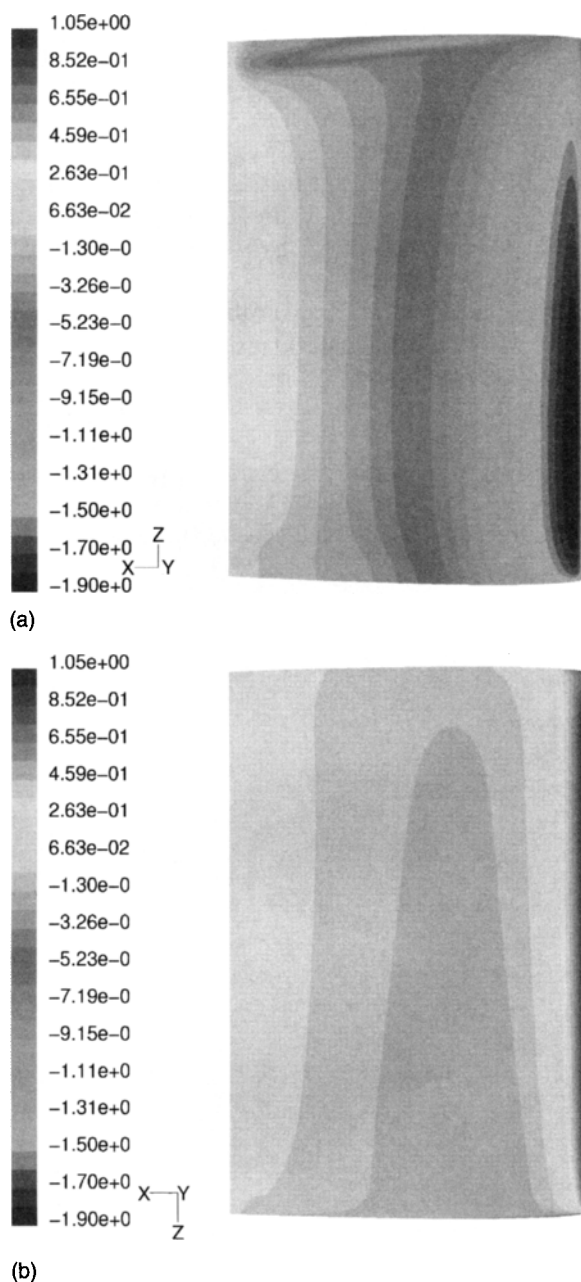 1.05e+00
8.52e−01
6.55e−01
4.59e−01
2.63e−01
6.63e−02
−1.30e−0
−3.26e−0
−5.23e−0
−7.19e−0
−9.15e−0
−1.11e+0
−1.31e+0
−1.50e+0
−1.70e+0
−1.90e+0
Z
X Y
(a)
1.05e+00
8.52e−01
6.55e−01
4.59e−01
2.63e−01
6.63e−02
−1.30e−0
−3.26e−0
−5.23e−0
−7.19e−0
−9.15e−0
−1.11e+0
−1.31e+0
−1.50e+0
−1.70e+0
−1.90e+0
X Y
Z
(b)